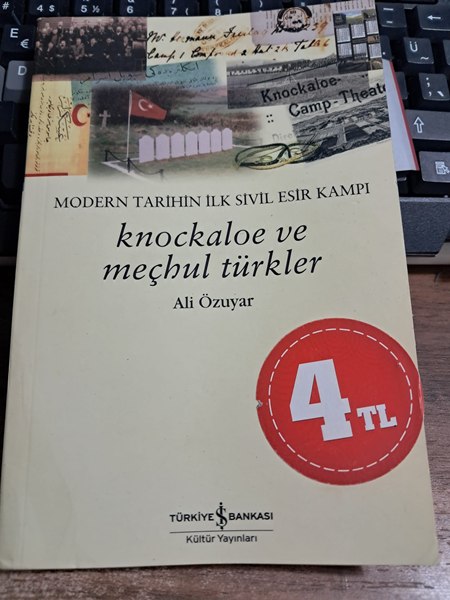 Knockaloe
Camp-Theater
MODERN TARİHİN İLK SİVİL ESİR KAMPI
knockaloe ve
meçhul türkler
Ali Özuyar
4 TL
TÜRKİYE İŞ BANKASI
Kültür Yayınları